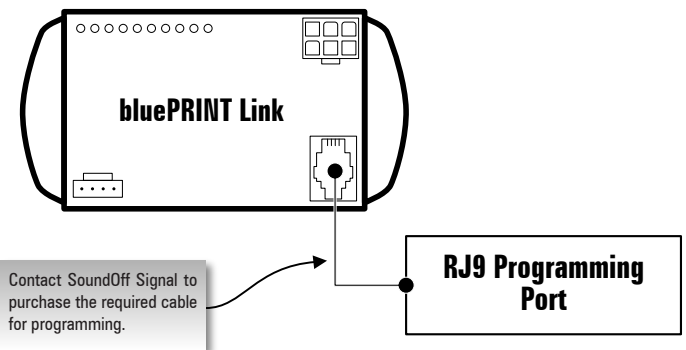 bluePRINT Link
Contact SoundOff Signal to
purchase the required cable
for programming.
RJ9 Programming
Port